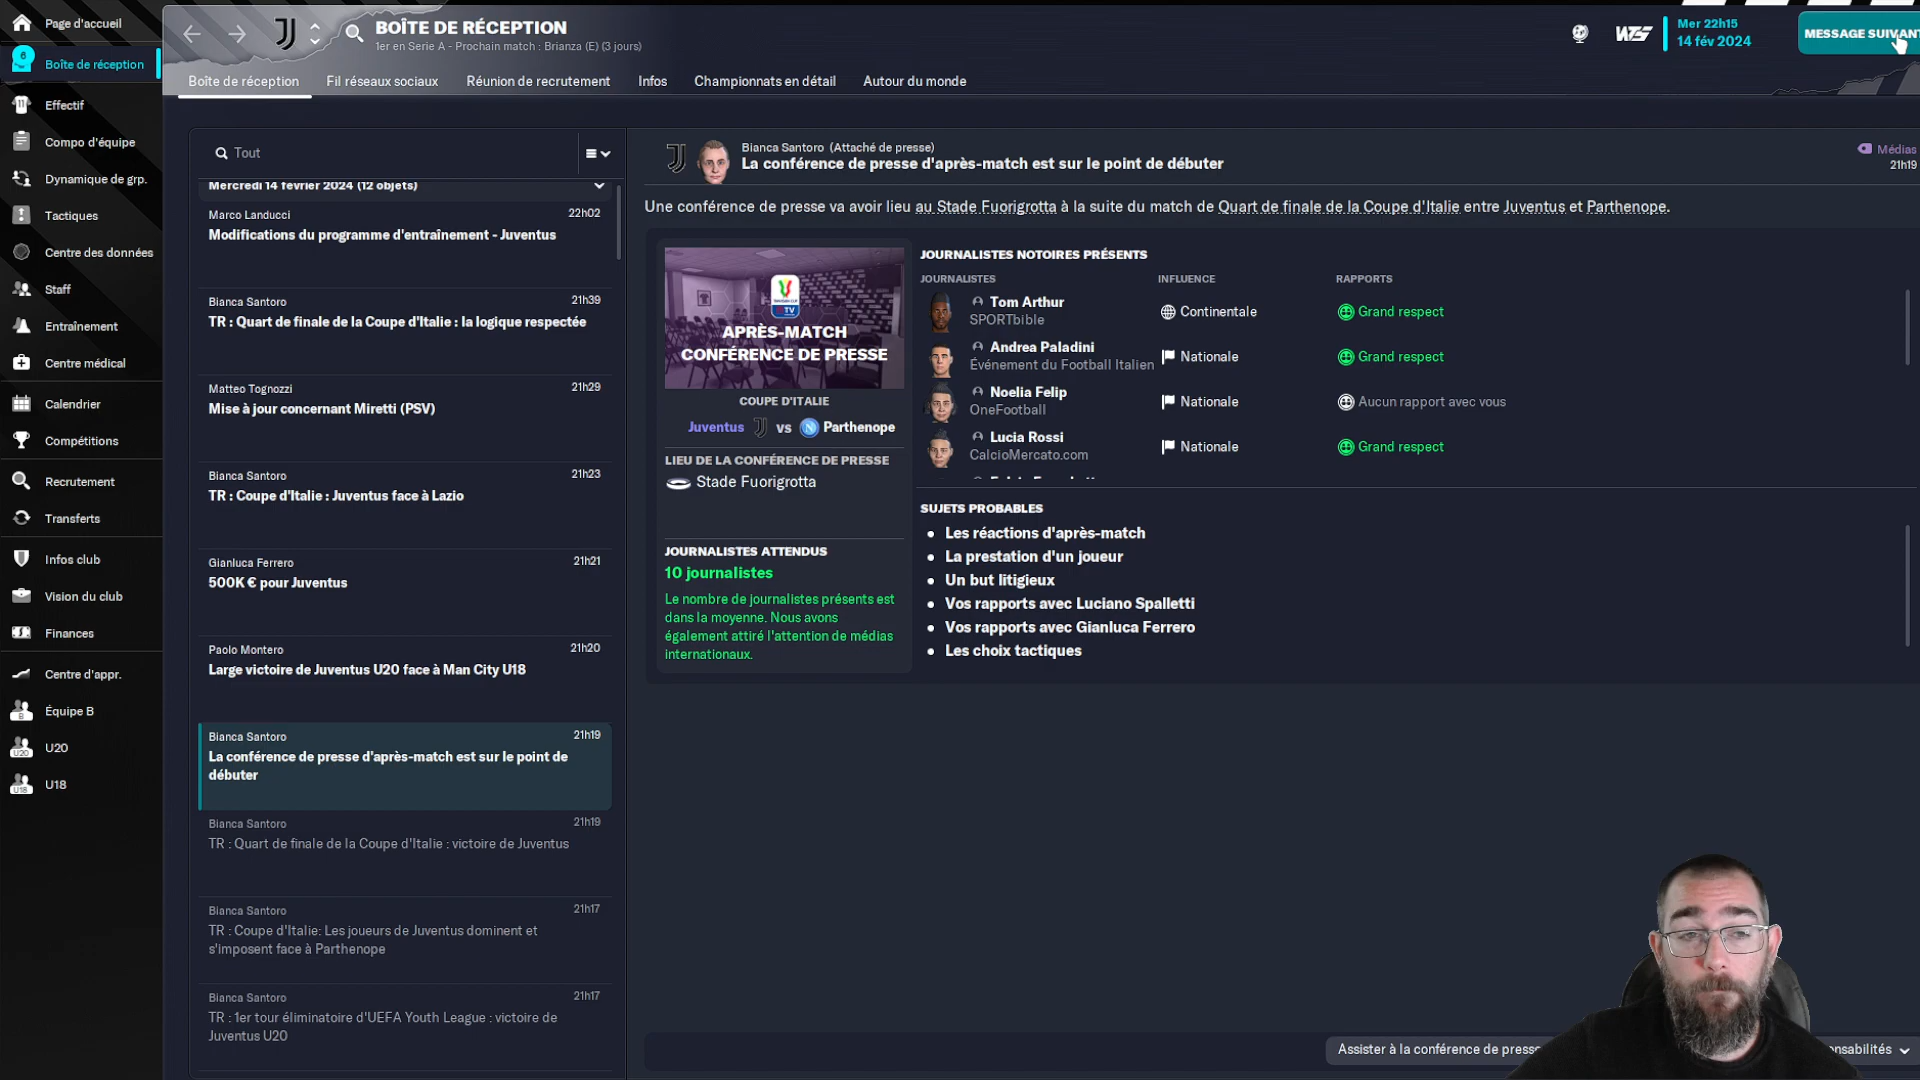 Page d'accueil
6
Boîte de réception
Effectif
Compo d'équipe
Dynamique de grp.
Tactiques
Centre des données
Staff
Entraînement
Centre médical
Calendrier
Compétitions
Recrutement
Transferts
Infos club
Vision du club
Finances
Centre d'appr.
Équipe B
U20
U18
BOÎTE DE RÉCEPTION
1er en Serie A - Prochain match : Brianza (E) (3 jours)
Boîte de réception
Fil réseaux sociaux
Réunion de recrutement
Infos
Championnats en détail
Autour du monde
Mer 22h15
14 fév 2024
MESSAGE SUIVANT
Tout
Mercredi 14 février 2024 (12 objets)
Marco Landucci 22h02
Modifications du programme d'entraînement - Juventus
Bianca Santoro 21h39
TR : Quart de finale de la Coupe d'Italie : la logique respectée
Matteo Tognozzi 21h29
Mise à jour concernant Miretti (PSV)
Bianca Santoro 21h23
TR : Coupe d'Italie : Juventus face à Lazio
Gianluca Ferrero 21h21
500K € pour Juventus
Paolo Montero 21h20
Large victoire de Juventus U20 face à Man City U18
Bianca Santoro 21h19
La conférence de presse d'après-match est sur le point de
débuter
Bianca Santoro 21h19
TR : Quart de finale de la Coupe d'Italie : victoire de Juventus
Bianca Santoro 21h17
TR : Coupe d'Italie: Les joueurs de Juventus dominent et
s'imposent face à Parthenope
Bianca Santoro 21h17
TR : 1er tour éliminatoire d'UEFA Youth League : victoire de
Juventus U20
Bianca Santoro (Attaché de presse)
La conférence de presse d'après-match est sur le point de débuter
Médias
21h19
Une conférence de presse va avoir lieu au Stade Fuorigrotta à la suite du match de Quart de finale de la Coupe d'Italie entre Juventus et Parthenope.
APRÈS-MATCH
CONFÉRENCE DE PRESSE
COUPE D'ITALIE
Juventus vs Parthenope
LIEU DE LA CONFÉRENCE DE PRESSE
Stade Fuorigrotta
JOURNALISTES ATTENDUS
10 journalistes
Le nombre de journalistes présents est
dans la moyenne. Nous avons
également attiré l'attention de médias
internationaux.
JOURNALISTES NOTOIRES PRÉSENTS
JOURNALISTES INFLUENCE RAPPORTS
Tom Arthur
SPORTbible
Continentale
Grand respect
Andrea Paladini
Événement du Football Italien
Nationale
Grand respect
Noelia Felip
OneFootball
Nationale
Aucun rapport avec vous
Lucia Rossi
CalcioMercato.com
Nationale
Grand respect
SUJETS PROBABLES
• Les réactions d'après-match
• La prestation d'un joueur
• Un but litigieux
• Vos rapports avec Luciano Spalletti
• Vos rapports avec Gianluca Ferrero
• Les choix tactiques
Assister à la conférence de presse